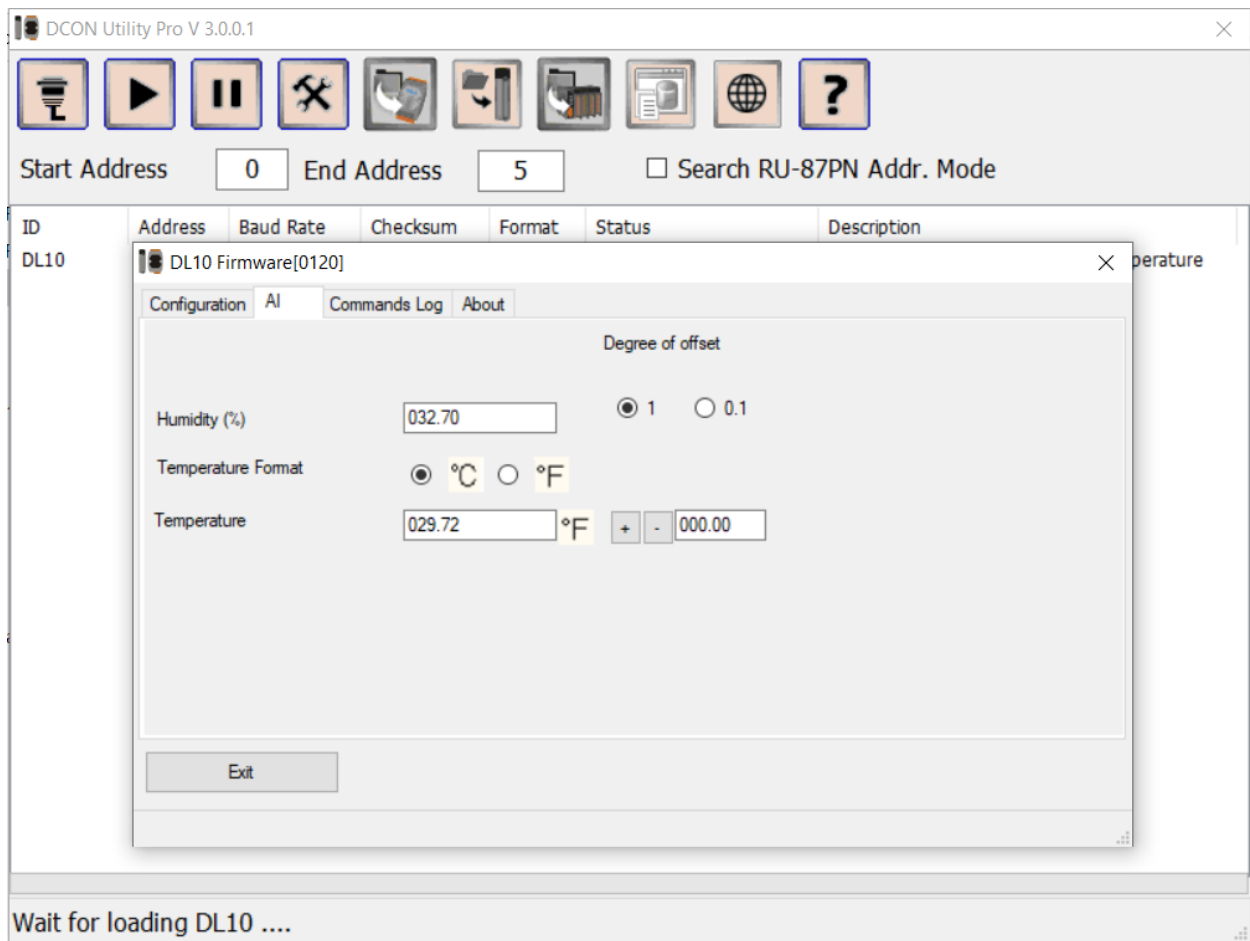 DCON Utility Pro V 3.0.0.1
?
Start Address 0 End Address 5 Search RU-87PN Addr. Mode
ID Address Baud Rate Checksum Format Status Description
DL10 perature
DL10 Firmware[0120]
Configuration AI Commands Log About
Degree of offset
Humidity (%) 032.70 1 0.1
Temperature Format °C °F
Temperature 029.72 °F + - 000.00
Exit
Wait for loading DL10 ....